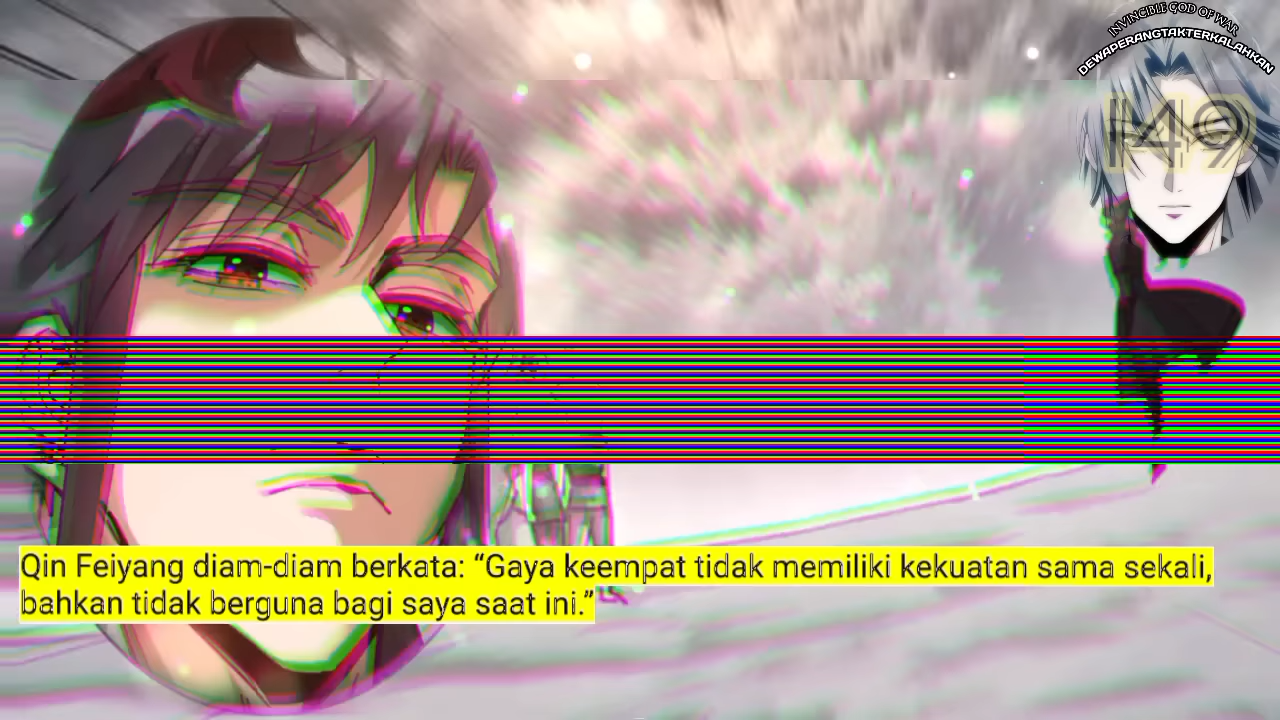 INVINCIBLE GOD OF WAR
DEWAPERANGTAKTERKALAHKAN
149
Qin Feiyang diam-diam berkata: “Gaya keempat tidak memiliki kekuatan sama sekali,
bahkan tidak berguna bagi saya saat ini.”